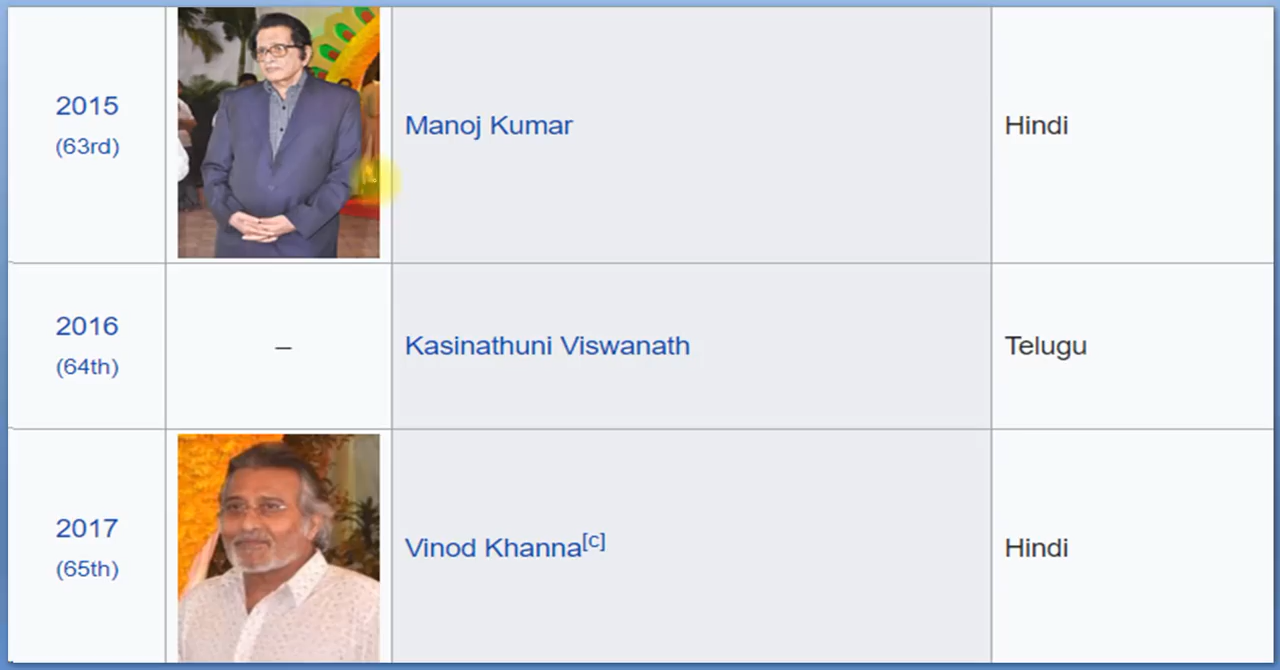 2015
(63rd)
Manoj Kumar
Hindi
2016
(64th)
–
Kasinathuni Viswanath
Telugu
2017
(65th)
Vinod Khanna[c]
Hindi